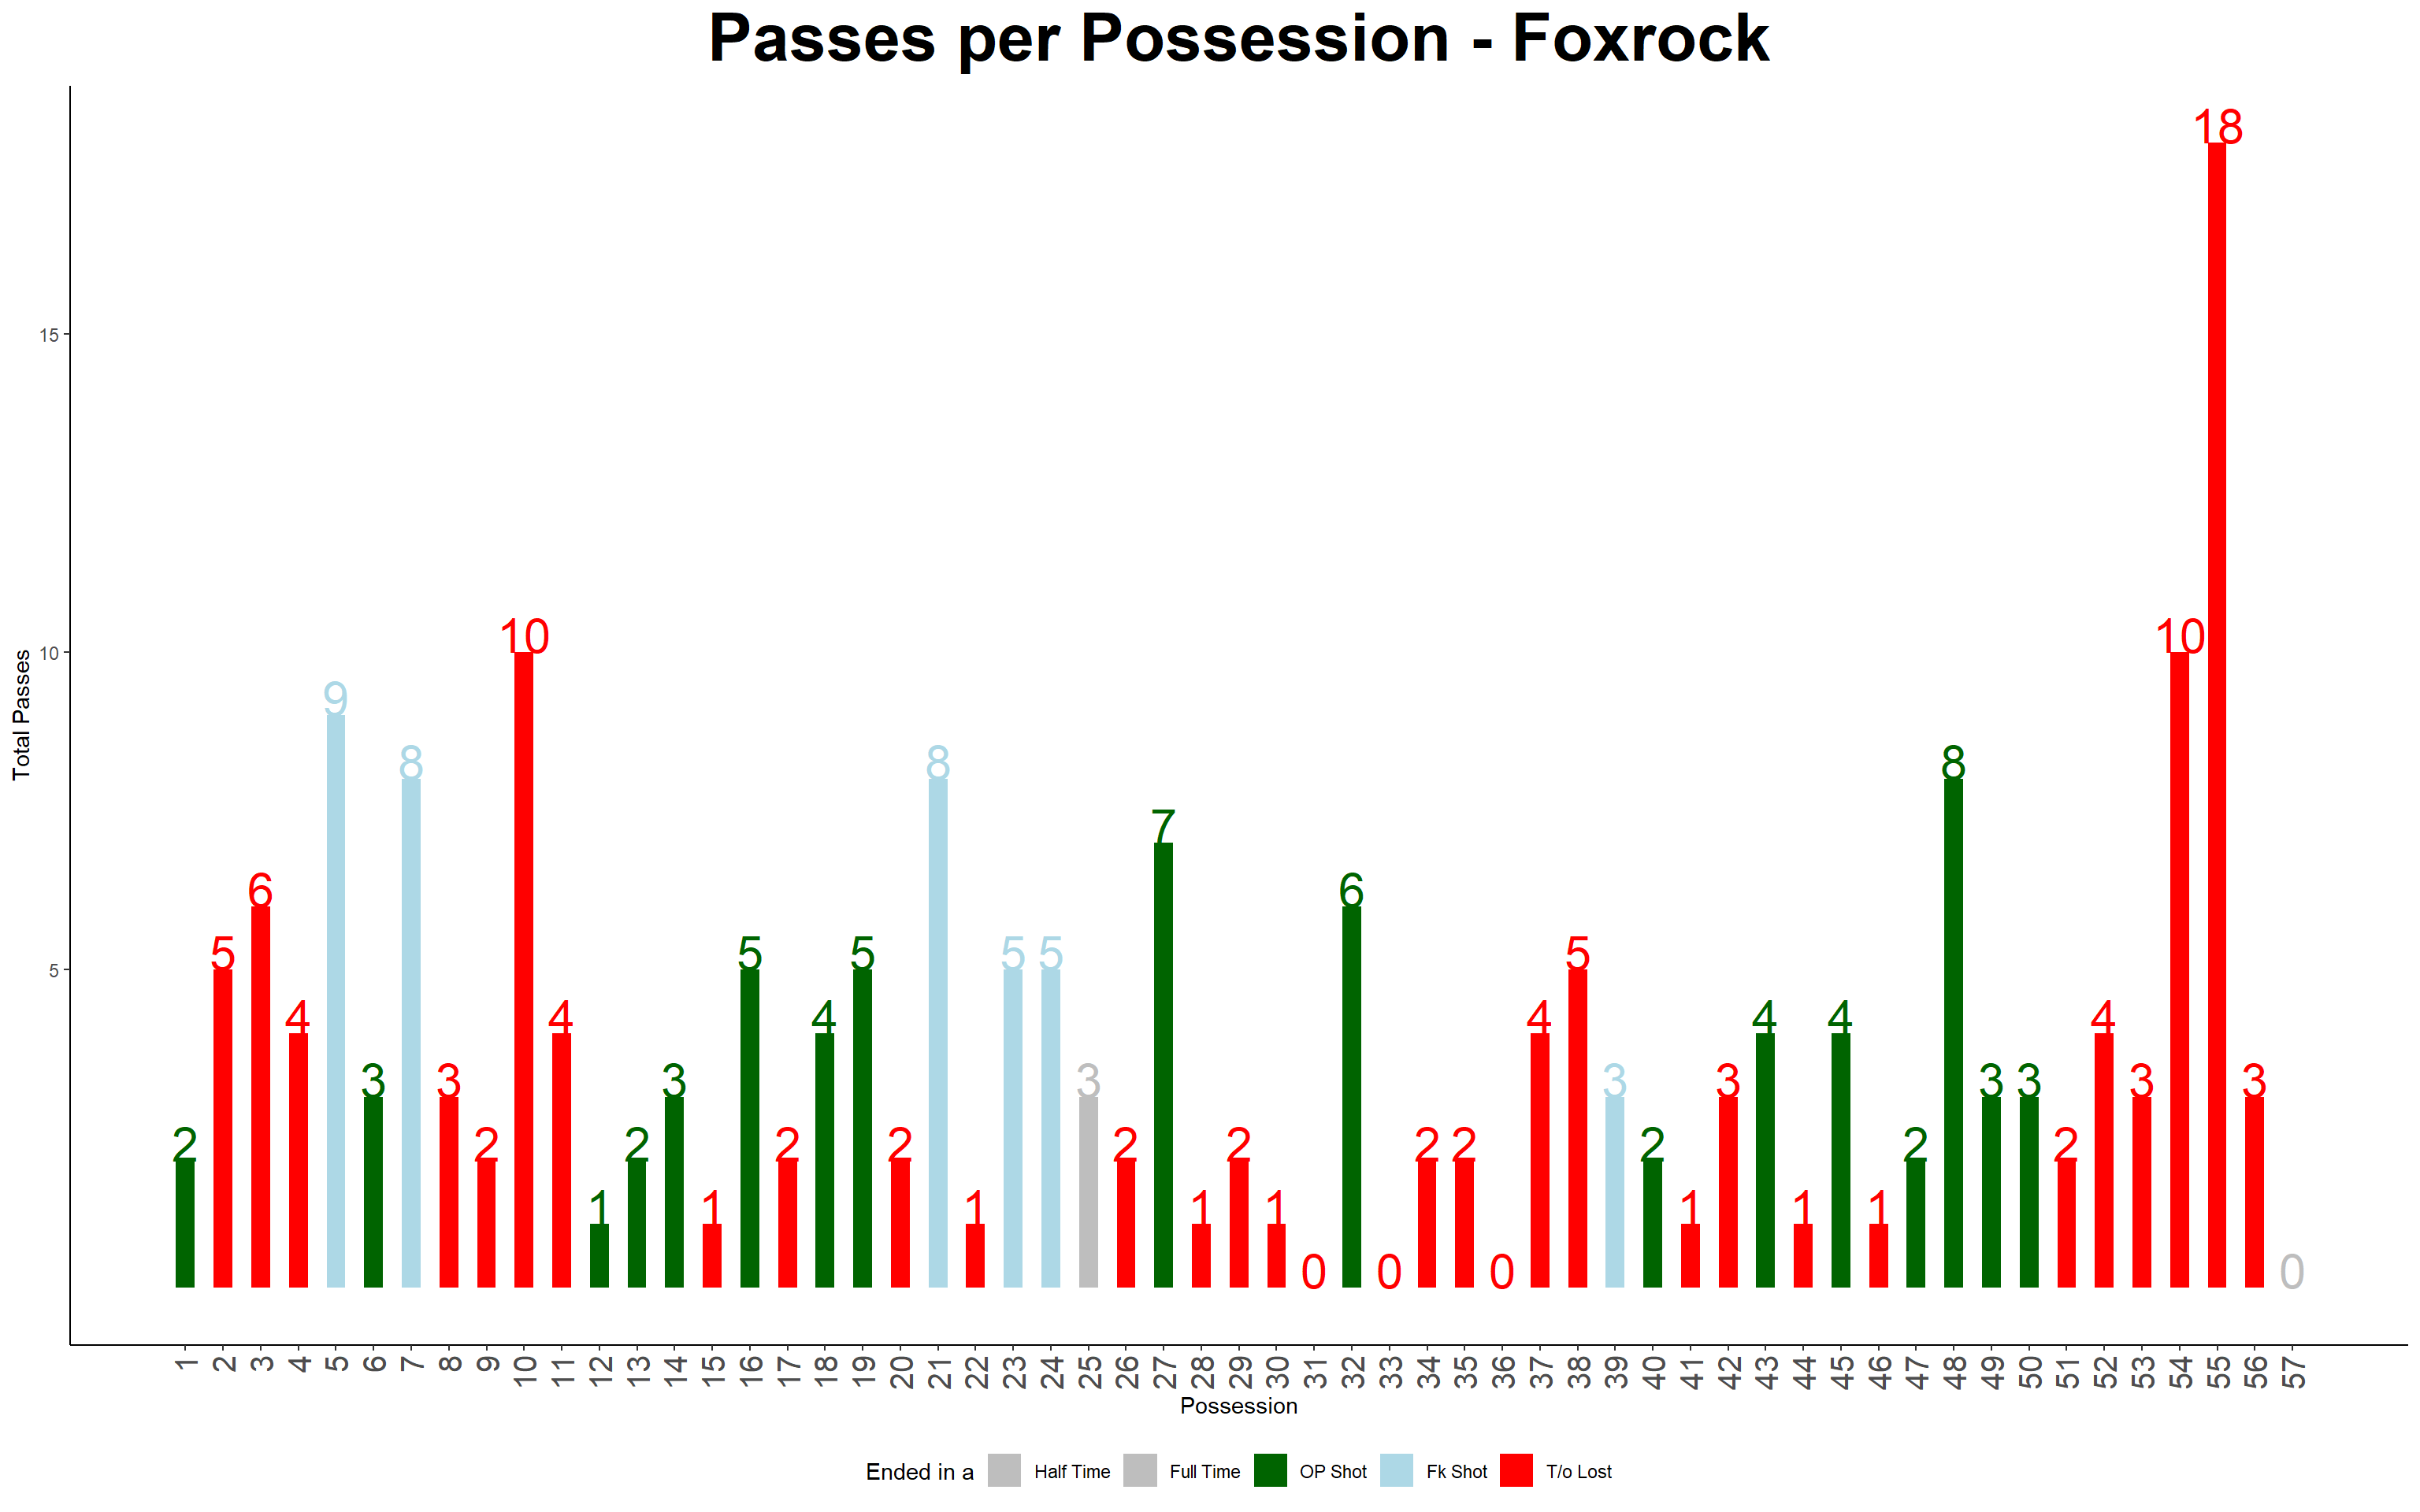 Passes per Possession - Foxrock
Total Passes
15
10
5
2 5 6 4 9 3 8 3 2 10 4 1 2 3 1 5 2 4 5 2 8 1 5 5 3 2 7 1 2 1 0 6 0 2 2 0 4 5 3 2 1 3 4 1 4 1 2 8 3 3 2 4 3 10 18 3 0
1 2 3 4 5 6 7 8 9 10 11 12 13 14 15 16 17 18 19 20 21 22 23 24 25 26 27 28 29 30 31 32 33 34 35 36 37 38 39 40 41 42 43 44 45 46 47 48 49 50 51 52 53 54 55 56 57
Possession
Ended in a Half Time Full Time OP Shot Fk Shot T/o Lost